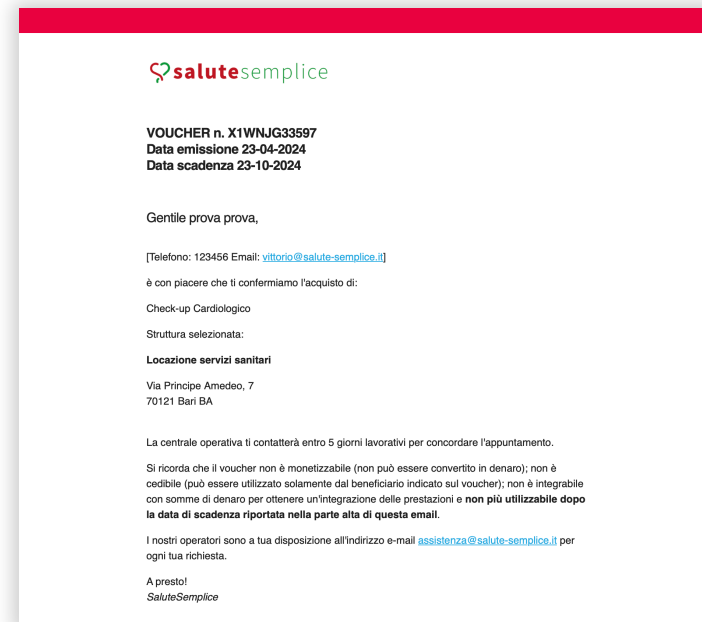 salutesemplice
VOUCHER n. X1WNJG33597
Data emissione 23-04-2024
Data scadenza 23-10-2024
Gentile prova prova,
[Telefono: 123456 Email: vittorio@salute-semplice.it]
è con piacere che ti confermiamo l'acquisto di:
Check-up Cardiologico
Struttura selezionata:
Locazione servizi sanitari
Via Principe Amedeo, 7
70121 Bari BA
La centrale operativa ti contatterà entro 5 giorni lavorativi per concordare l'appuntamento.
Si ricorda che il voucher non è monetizzabile (non può essere convertito in denaro); non è
cedibile (può essere utilizzato solamente dal beneficiario indicato sul voucher); non è integrabile
con somme di denaro per ottenere un'integrazione delle prestazioni e non più utilizzabile dopo
la data di scadenza riportata nella parte alta di questa email.
I nostri operatori sono a tua disposizione all'indirizzo e-mail assistenza@salute-semplice.it per
ogni tua richiesta.
A presto!
SaluteSemplice